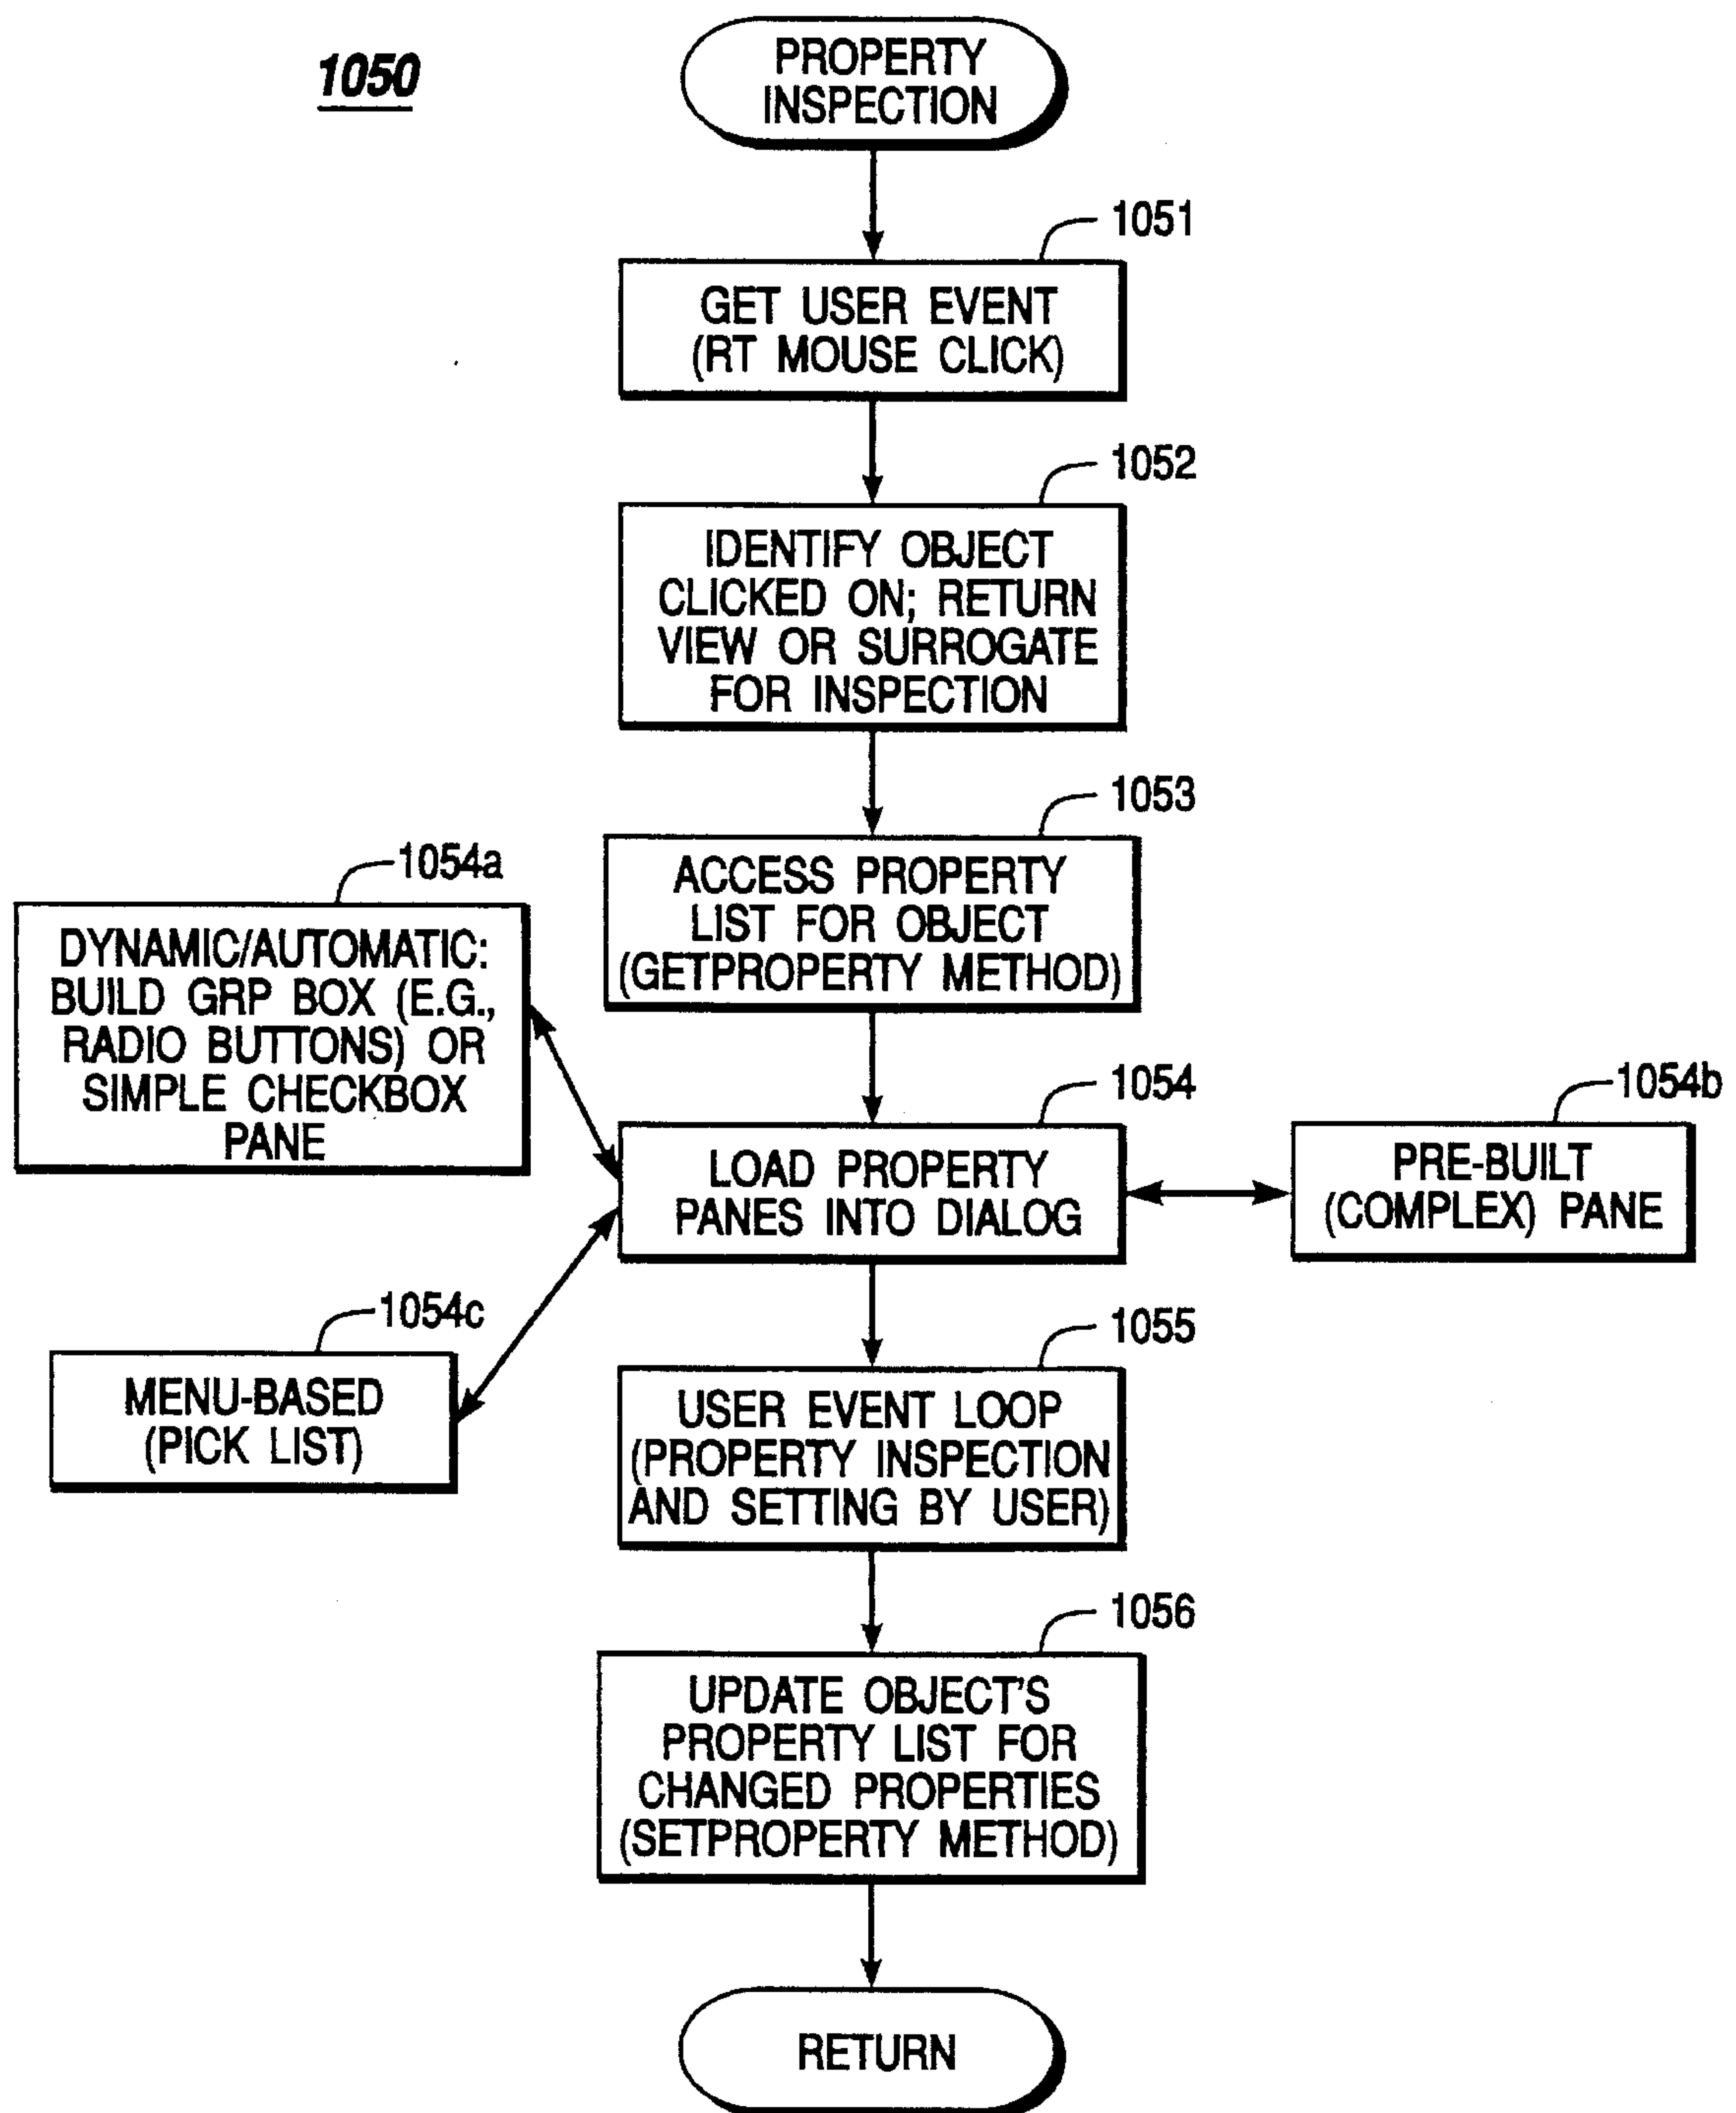 1050
PROPERTY
INSPECTION
1051
GET USER EVENT
(RT MOUSE CLICK)
1052
IDENTIFY OBJECT
CLICKED ON; RETURN
VIEW OR SURROGATE
FOR INSPECTION
1053
ACCESS PROPERTY
LIST FOR OBJECT
(GETPROPERTY METHOD)
1054a
DYNAMIC/AUTOMATIC:
BUILD GRP BOX (E.G.,
RADIO BUTTONS) OR
SIMPLE CHECKBOX
PANE
1054
LOAD PROPERTY
PANES INTO DIALOG
1054b
PRE-BUILT
(COMPLEX) PANE
1054c
MENU-BASED
(PICK LIST)
1055
USER EVENT LOOP
(PROPERTY INSPECTION
AND SETTING BY USER)
1056
UPDATE OBJECT'S
PROPERTY LIST FOR
CHANGED PROPERTIES
(SETPROPERTY METHOD)
RETURN